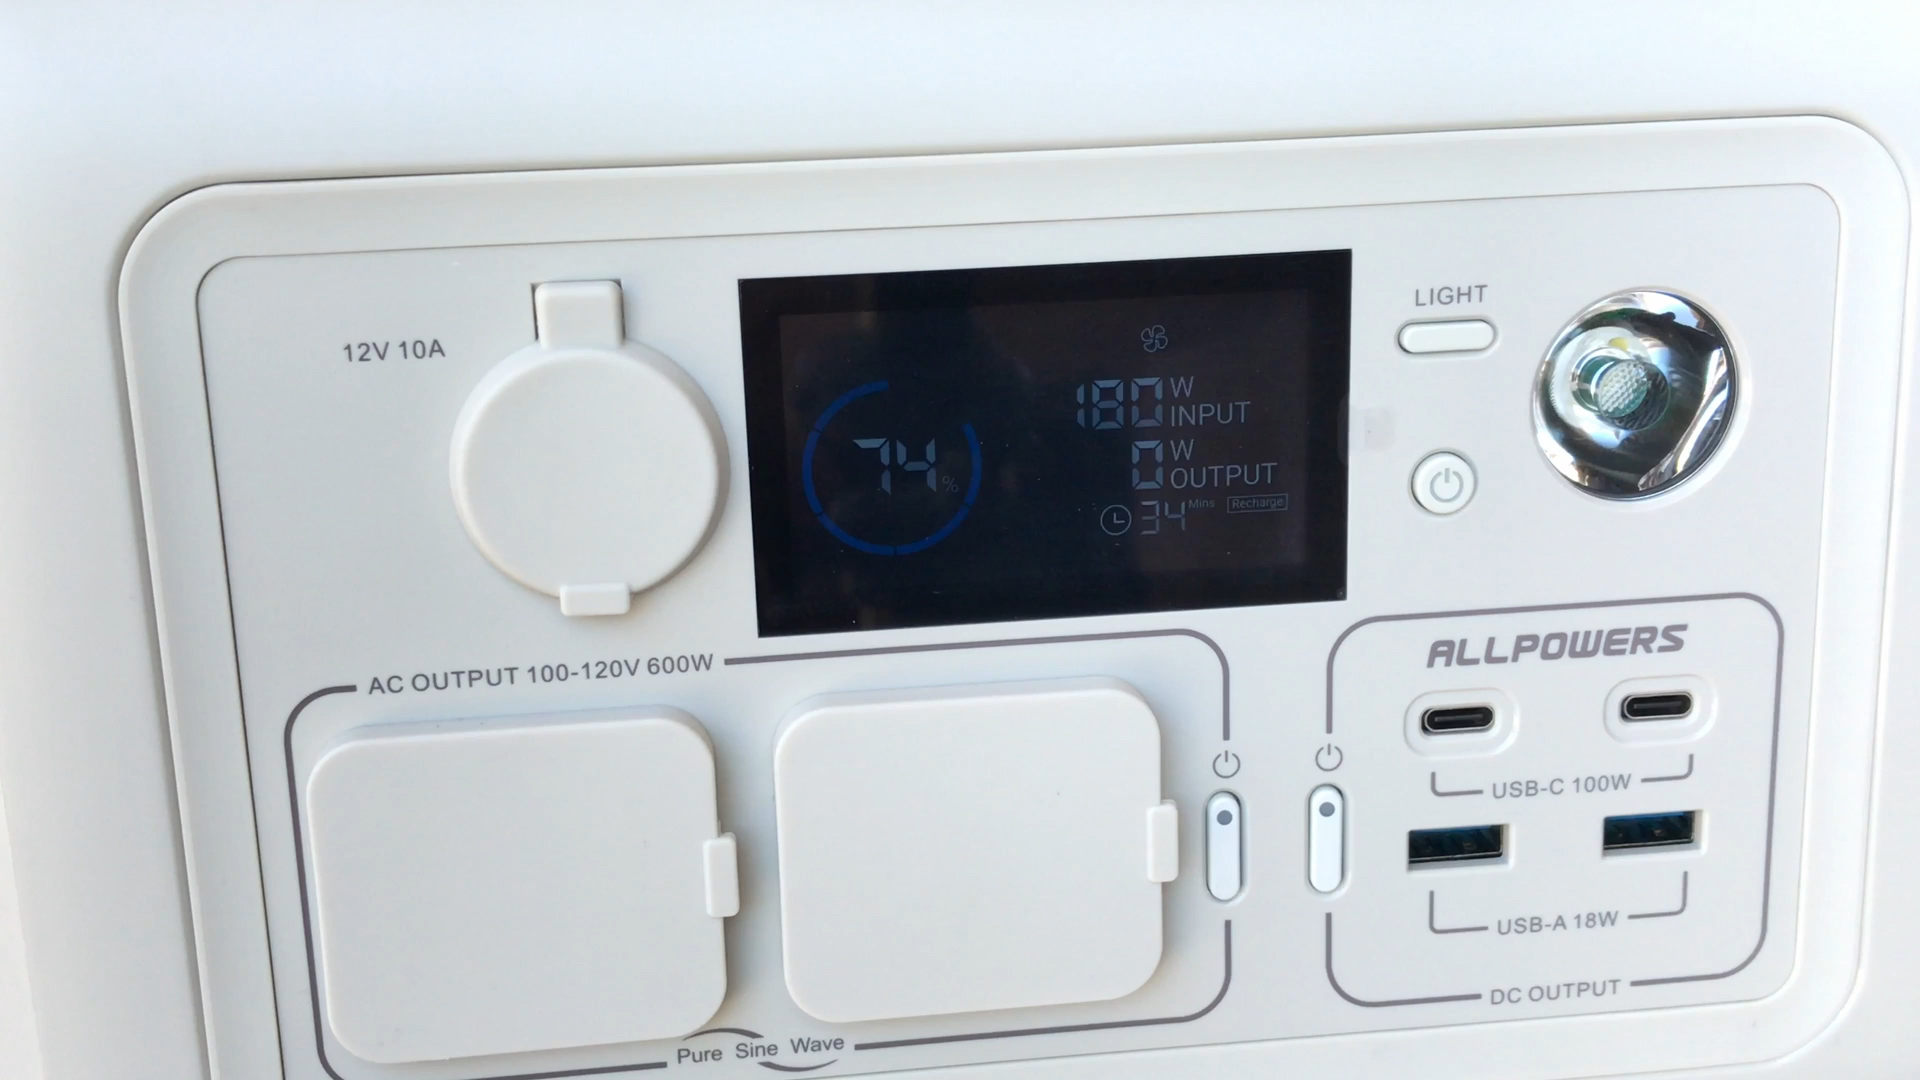 12V 10A
74%
180 W INPUT
0 W OUTPUT
34 Mins Recharge
LIGHT
AC OUTPUT 100-120V 600W
Pure Sine Wave
ALLPOWERS
USB-C 100W
USB-A 18W
DC OUTPUT